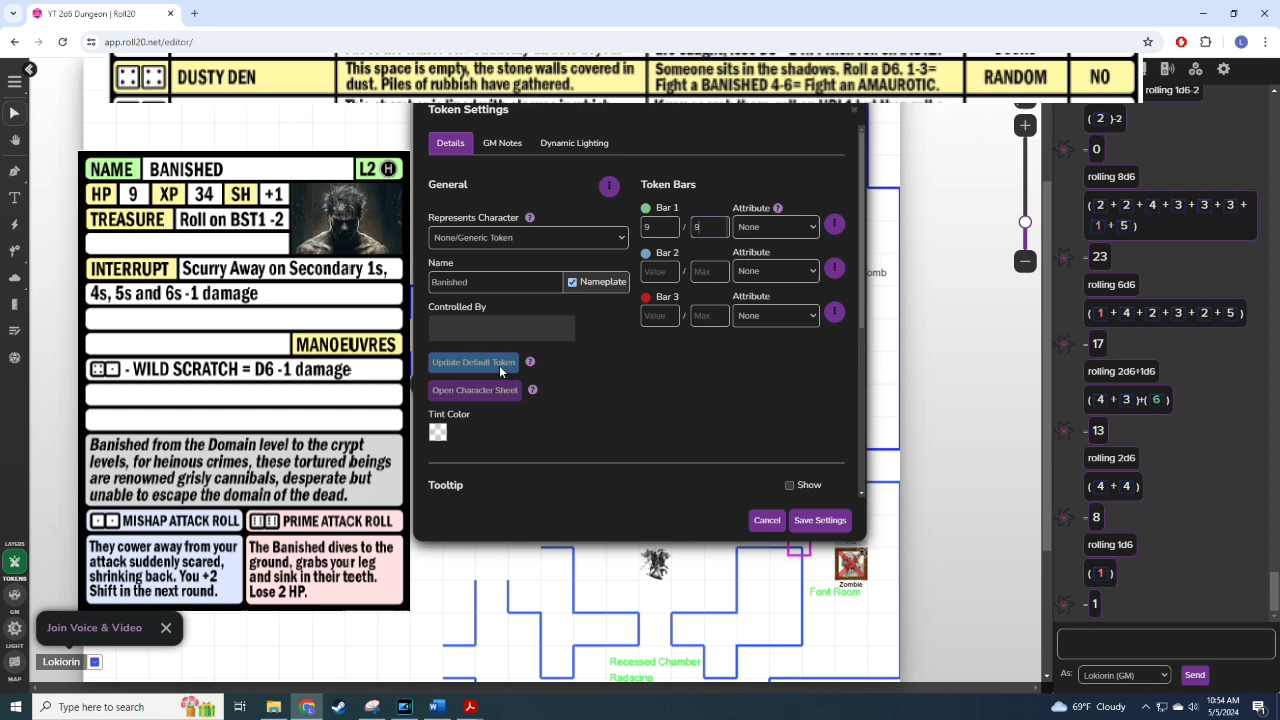 YT 2d6 | Roll20
app.roll20.net/editor/
DUSTY DEN
This space is empty, the stone walls covered in
dust. Piles of rubbish have gathered.
Someone sits in the shadows. Roll a D6. 1-3=
Fight a BANISHED 4-6= Fight an AMAUROTIC.
RANDOM
NO
NAME BANISHED L2 H
HP 9 XP 34 SH +1
TREASURE Roll on BST1 -2
INTERRUPT Scurry Away on Secondary 1s,
4s, 5s and 6s -1 damage
MANOEUVRES
- WILD SCRATCH = D6 -1 damage
Banished from the Domain level to the crypt
levels, for heinous crimes, these tortured beings
are renowned grisly cannibals, desperate but
unable to escape the domain of the dead.
MISHAP ATTACK ROLL
They cower away from your
attack suddenly scared,
shrinking back. You +2
Shift in the next round.
PRIME ATTACK ROLL
The Banished dives to the
ground, grabs your leg
and sink in their teeth.
Lose 2 HP.
Token Settings
Details GM Notes Dynamic Lighting
General
Represents Character ?
None/Generic Token
Name
Banished Nameplate
Controlled By
Update Default Token ?
Open Character Sheet ?
Tint Color
Token Bars
Bar 1 Attribute ?
9 / 9 None
Bar 2 Attribute
Value / Max None
Bar 3 Attribute
Value / Max None
Tooltip Show
Cancel Save Settings
omb
Zombie
Font Room
Recessed Chamber
Radacina
rolling 1d6-2
( 2 )-2
= 0
rolling 8d6
( 2 + 2 + 4 + 3 + 3 + 3 +
1 + 5 )
= 23
rolling 6d6
( 1 + 4 + 2 + 3 + 2 + 5 )
= 17
rolling 2d6+1d6
( 4 + 3 )+( 6 )
= 13
rolling 2d6
( 4 + 4 )
= 8
rolling 1d6
( 1 )
= 1
As: Lokiorin (GM) Send
LAYERS
TOKENS
GM
LIGHT
MAP
Join Voice & Video
Lokiorin
Type here to search
69°F
10:54 AM
5/5/2024